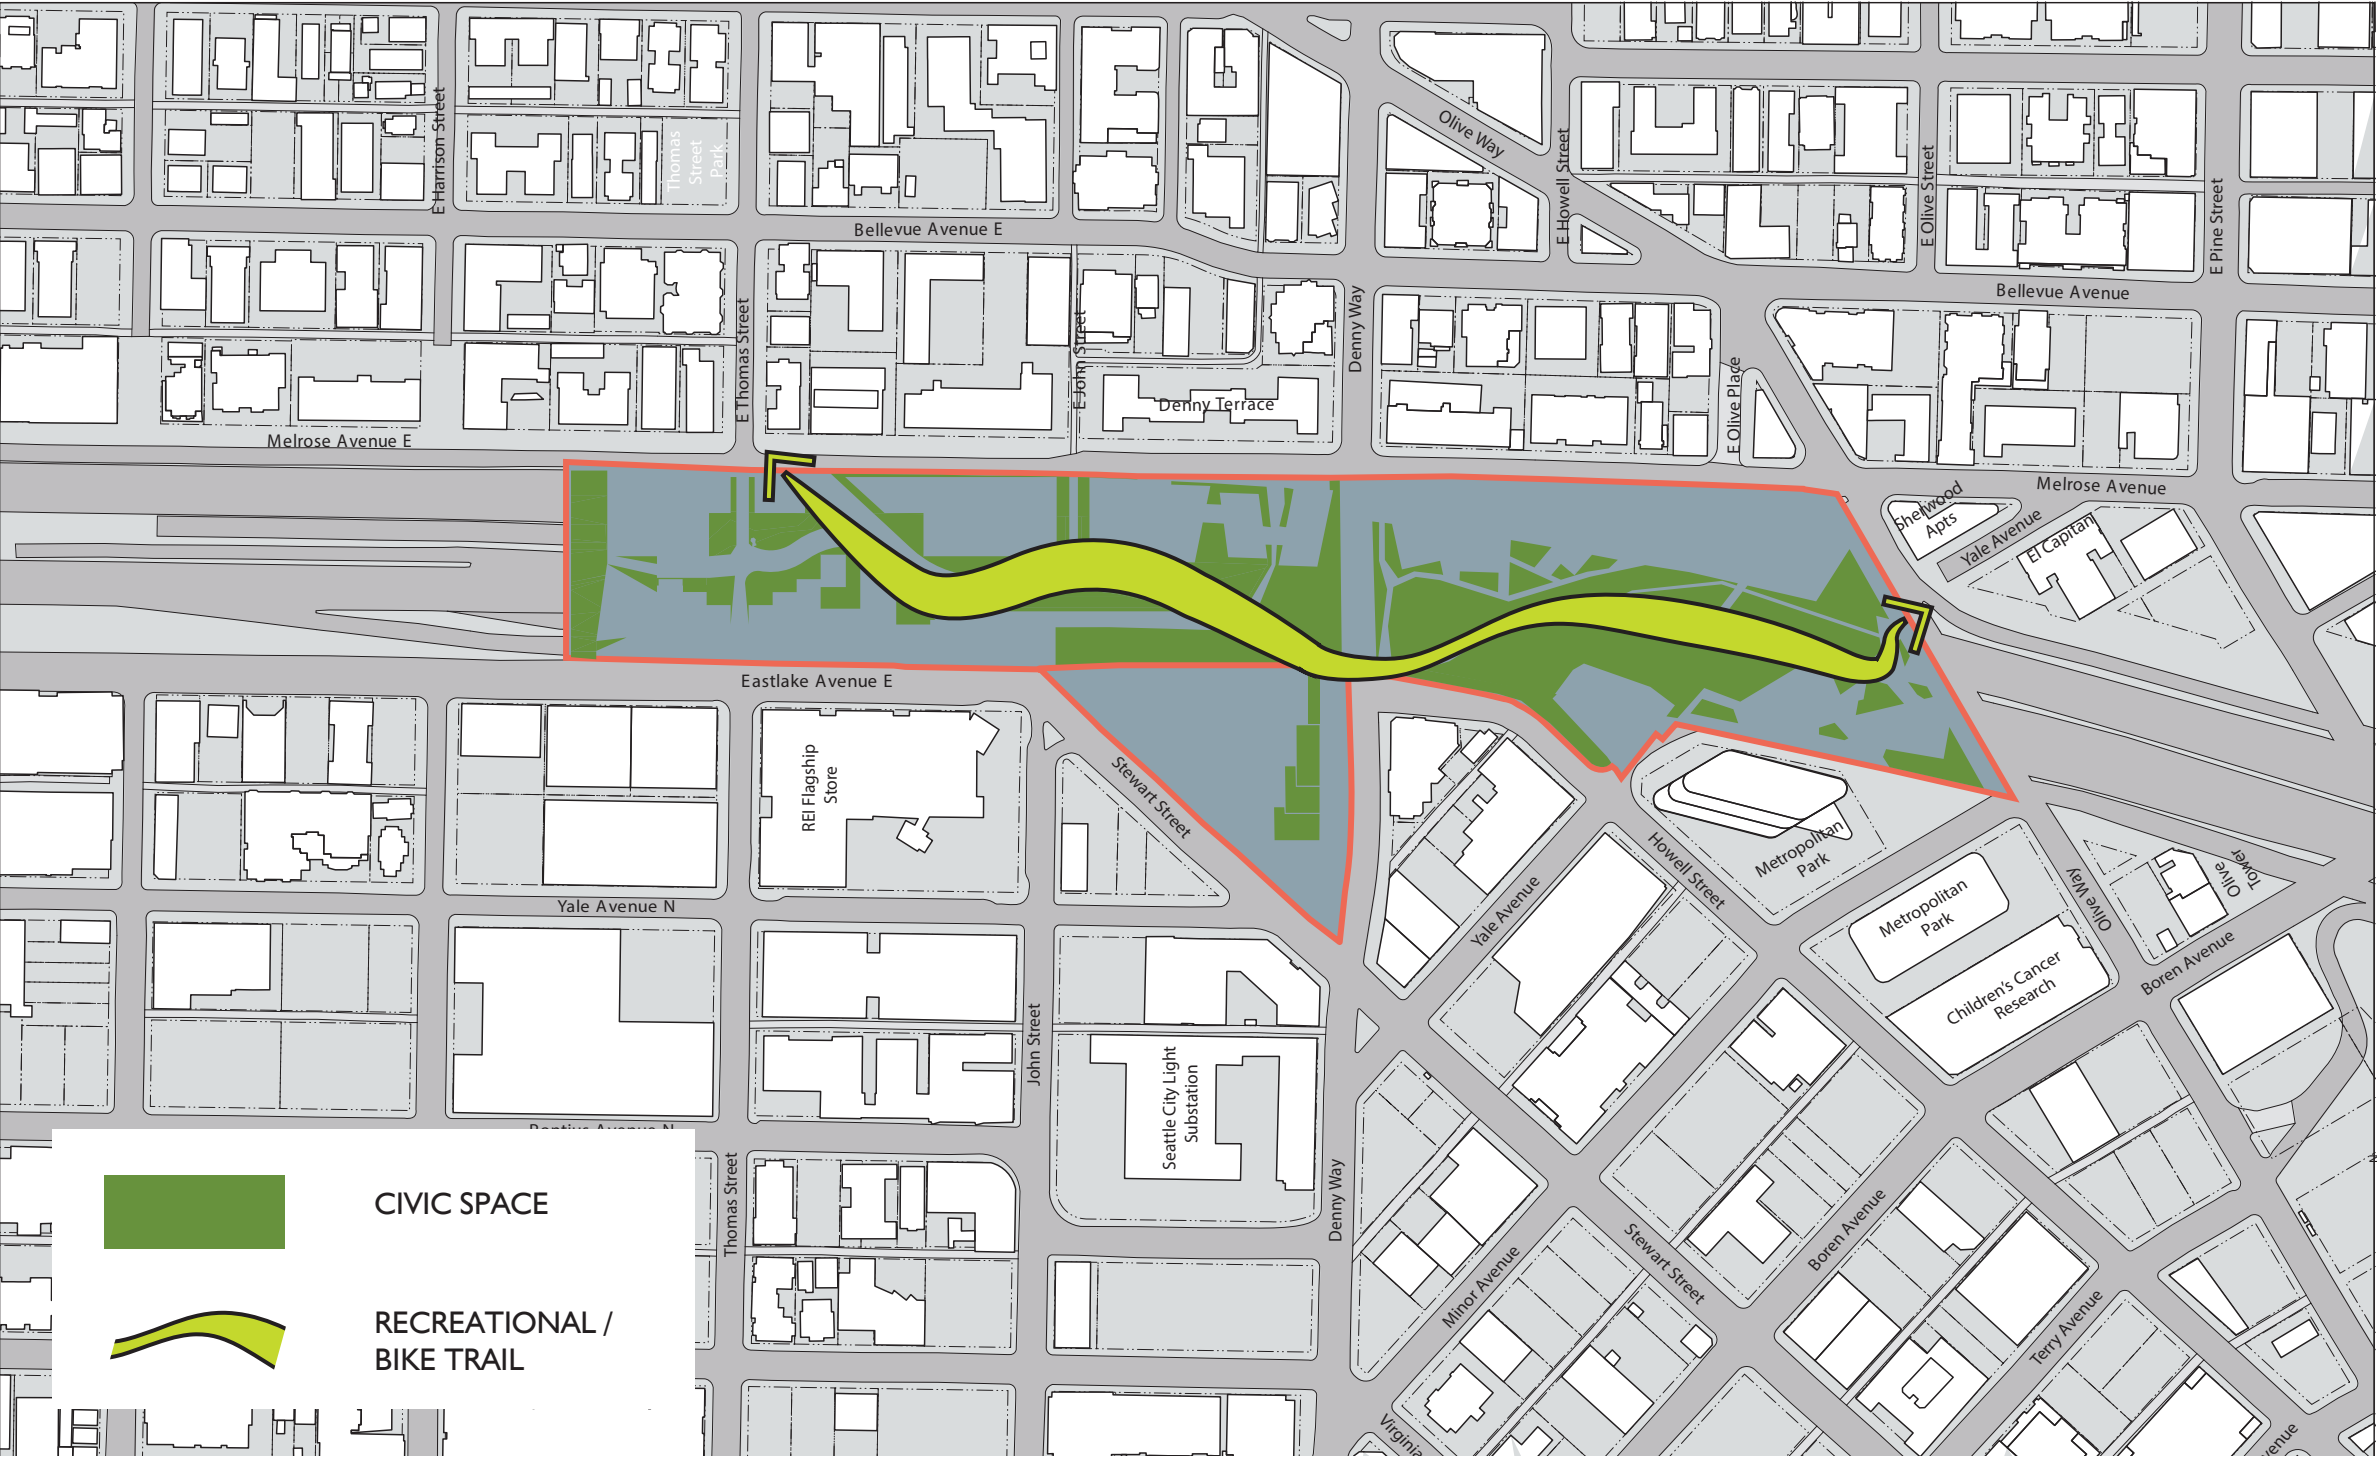 E Harrison Street
Thomas
Street
Park
Olive Way
E Howell Street
E Olive Street
E Pine Street
Bellevue Avenue E
Bellevue Avenue
E Thomas Street
E John Street
Denny Way
E Olive Place
Denny Terrace
Melrose Avenue E
Melrose Avenue
Sherwood
Apts
Yale Avenue
El Capitan
Eastlake Avenue E
REI Flagship
Store
Stewart Street
Metropolitan
Park
Howell Street
Yale Avenue
Metropolitan
Park
Olive Way
Olive
Tower
Yale Avenue N
Boren Avenue
Children's Cancer
Research
John Street
Seattle City Light
Substation
Pontius Avenue N
Thomas Street
Denny Way
Minor Avenue
Stewart Street
Boren Avenue
Terry Avenue
Virginia
CIVIC SPACE
RECREATIONAL /
BIKE TRAIL